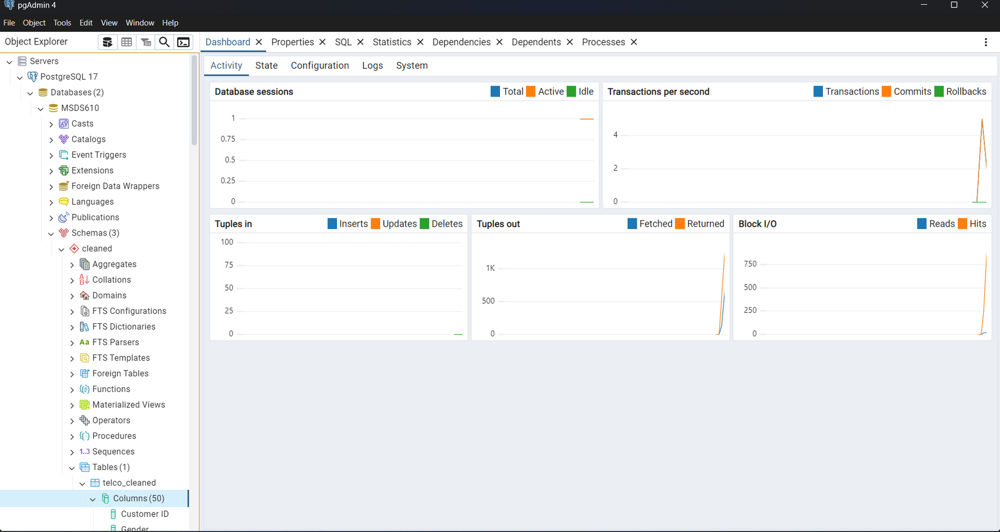 pgAdmin 4
File Object Tools Edit View Window Help
Object Explorer
Dashboard Properties SQL Statistics Dependencies Dependents Processes
Activity State Configuration Logs System
Servers
PostgreSQL 17
Databases (2)
MSDS610
Casts
Catalogs
Event Triggers
Extensions
Foreign Data Wrappers
Languages
Publications
Schemas (3)
cleaned
Aggregates
Collations
Domains
FTS Configurations
FTS Dictionaries
Aa FTS Parsers
FTS Templates
Foreign Tables
Functions
Materialized Views
Operators
Procedures
1..3 Sequences
Tables (1)
telco_cleaned
Columns (50)
Customer ID
Gender
Database sessions
Total Active Idle
1
0.75
0.5
0.25
0
Transactions per second
Transactions Commits Rollbacks
4
2
0
Tuples in
Inserts Updates Deletes
100
75
50
25
0
Tuples out
Fetched Returned
1K
500
0
Block I/O
Reads Hits
750
500
250
0